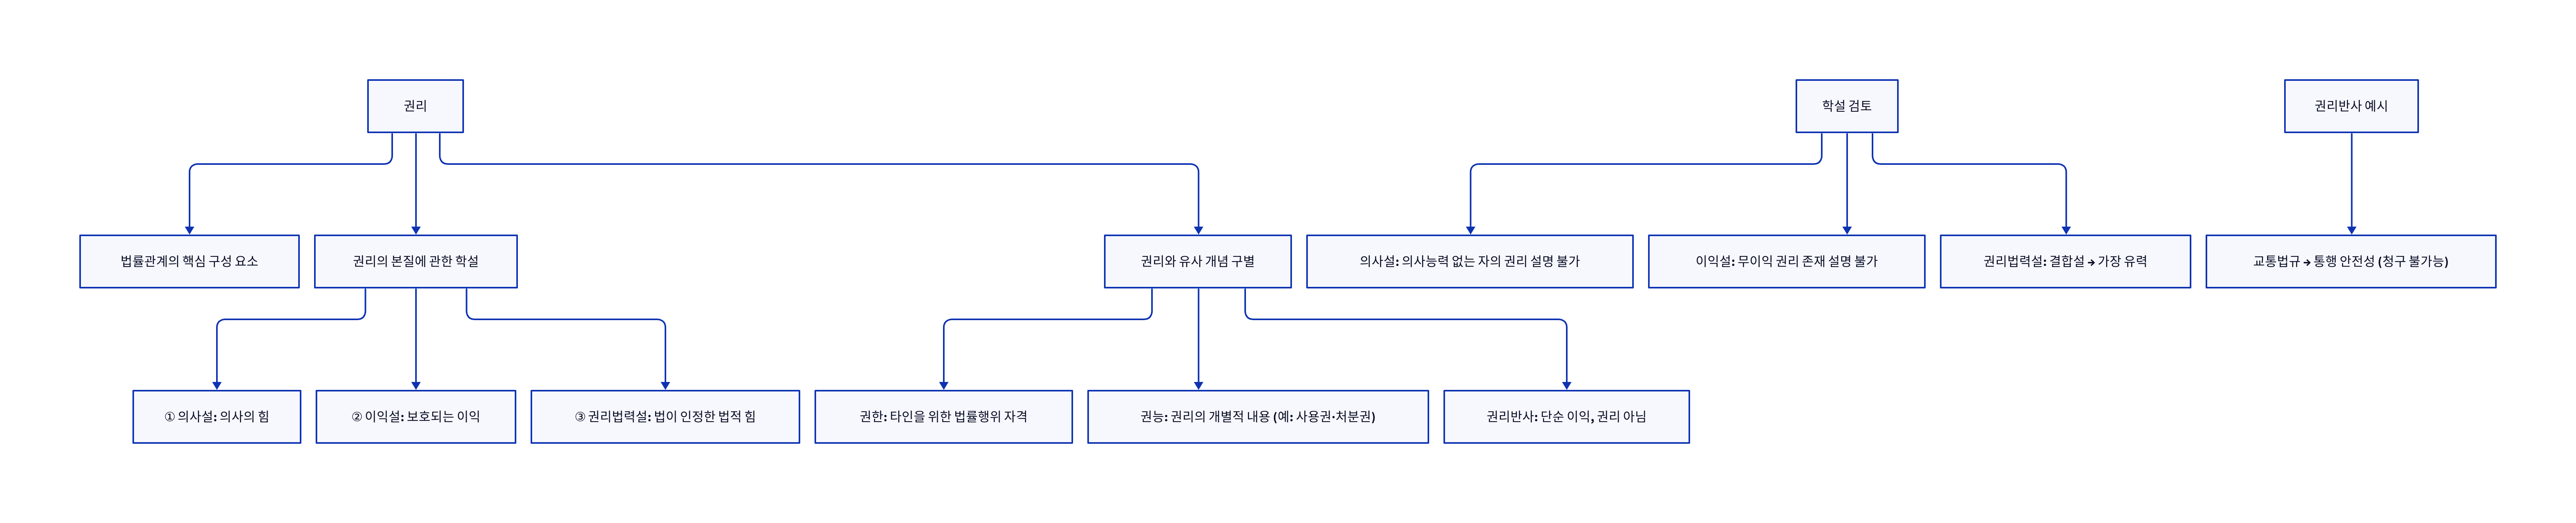 권리
학설 검토
권리반사 예시
법률관계의 핵심 구성 요소
권리의 본질에 관한 학설
권리와 유사 개념 구별
의사설: 의사능력 없는 자의 권리 설명 불가
이익설: 무이익 권리 존재 설명 불가
권리법력설: 결합설 → 가장 유력
교통법규 → 통행 안전성 (청구 불가능)
① 의사설: 의사의 힘
② 이익설: 보호되는 이익
③ 권리법력설: 법이 인정한 법적 힘
권한: 타인을 위한 법률행위 자격
권능: 권리의 개별적 내용 (예: 사용권·처분권)
권리반사: 단순 이익, 권리 아님